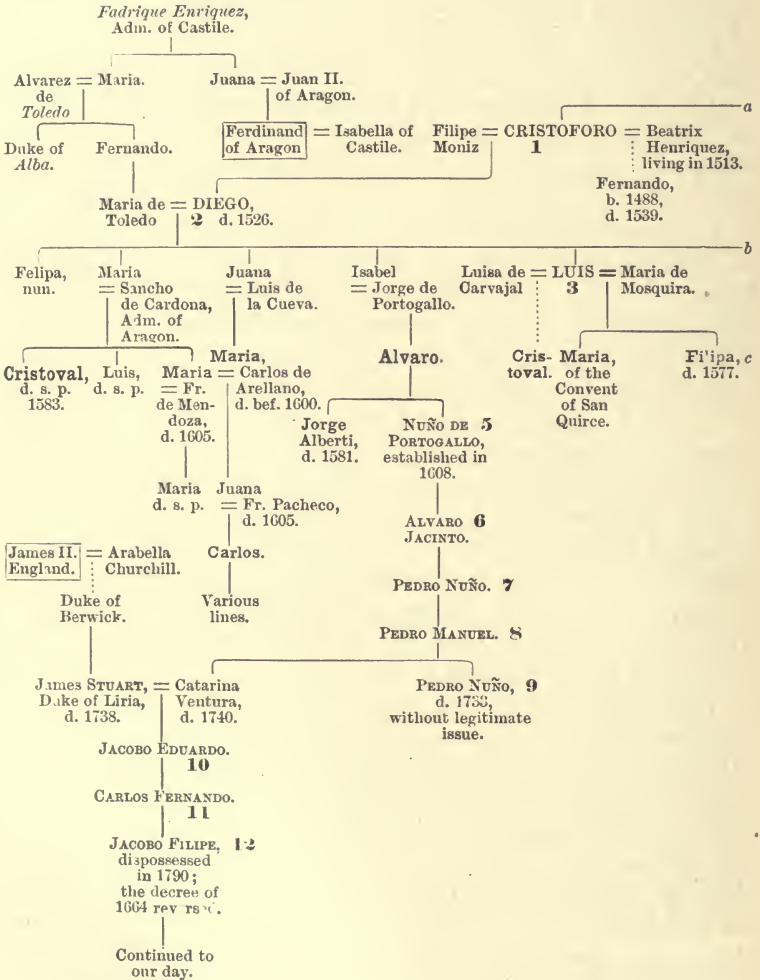 Fadrique Enriquez,
Adm. of Castile.
Alvarez = Maria.
de
Toledo
Juana = Juan II.
of Aragon.
a
Duke of
Alba.
Fernando.
Ferdinand
of Aragon
= Isabella of
Castile.
Filipe
Moniz
= CRISTOFORO
1
= Beatrix
Henriquez,
living in 1513.
Fernando,
b. 1488,
d. 1539.
Maria de = DIEGO,
Toledo 2 d. 1526.
b
Felipa,
nun.
Maria
= Sancho
de Cardona,
Adm. of
Aragon.
Juana
= Luis de
la Cueva.
Isabel
= Jorge de
Portogallo.
Luisa de = LUIS = Maria de
Carvajal 3 Mosquira.
Cristoval,
d. s. p.
1583.
Luis,
d. s. p.
Maria
= Fr.
de Men-
doza,
d. 1605.
Maria,
= Carlos de
Arellano,
d. bef. 1600.
Alvaro.
Cris-
toval.
Maria,
of the
Convent
of San
Quirce.
Fi'ipa, c
d. 1577.
Jorge
Alberti,
d. 1581.
NUÑO DE 5
PORTOGALLO,
established in
1608.
Maria
d. s. p.
Juana
= Fr. Pacheco,
d. 1605.
ALVARO 6
JACINTO.
James II.
England.
= Arabella
Churchill.
Carlos.
Duke of
Berwick.
Various
lines.
PEDRO NUÑO. 7
PEDRO MANUEL. 8
James STUART, = Catarina
Duke of Liria, Ventura,
d. 1738. d. 1740.
PEDRO NUÑO, 9
d. 1733,
without legitimate
issue.
JACOBO EDUARDO.
10
CARLOS FERNANDO.
11
JACOBO FILIPE, 12
dispossessed
in 1790;
the decree of
1664
Continued to
our day.